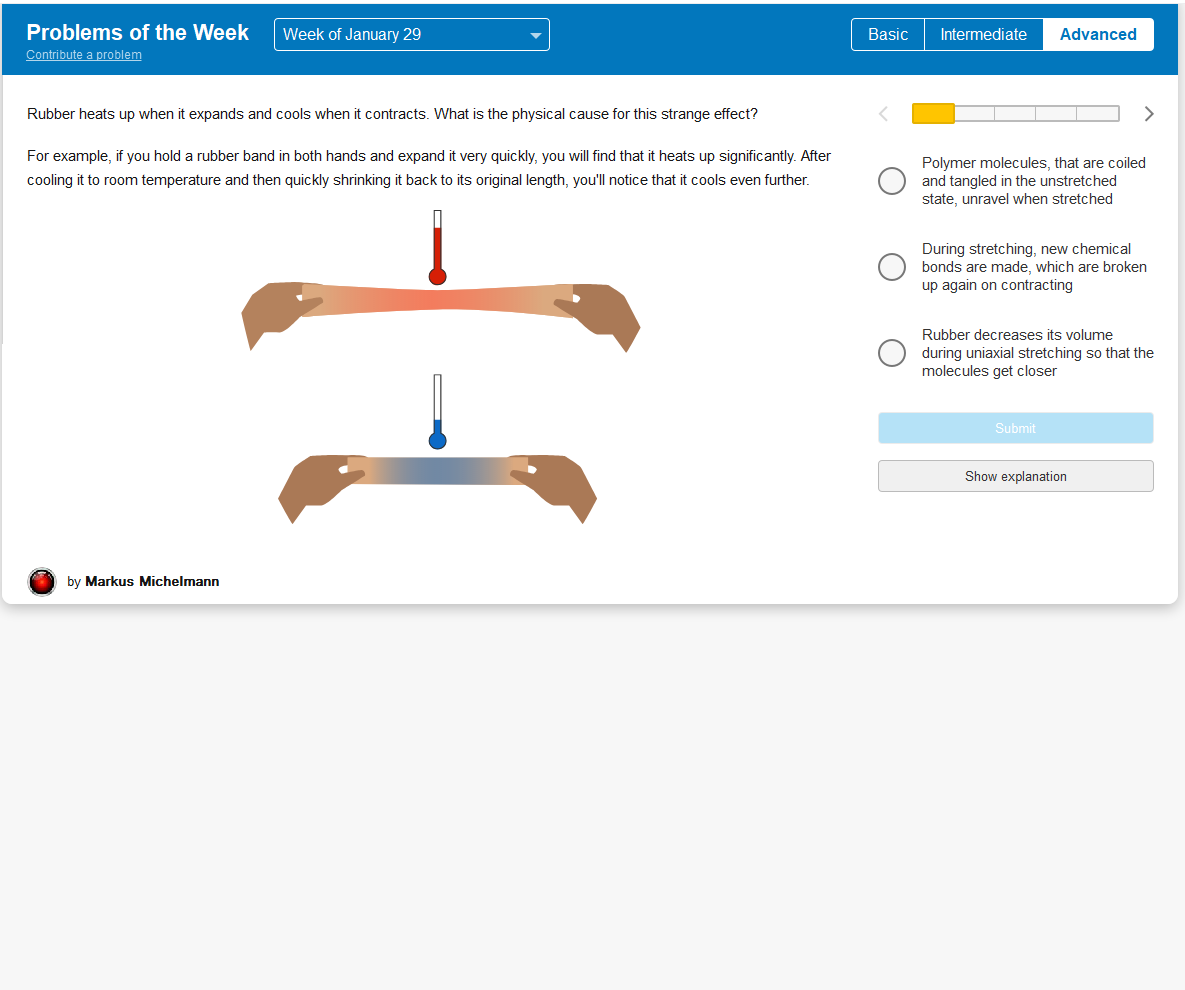 Problems of the Week
Contribute a problem
Week of January 29
Basic
Intermediate
Advanced
Rubber heats up when it expands and cools when it contracts. What is the physical cause for this strange effect?
For example, if you hold a rubber band in both hands and expand it very quickly, you will find that it heats up significantly. After
cooling it to room temperature and then quickly shrinking it back to its original length, you'll notice that it cools even further.
by Markus Michelmann
Polymer molecules, that are coiled
and tangled in the unstretched
state, unravel when stretched
During stretching, new chemical
bonds are made, which are broken
up again on contracting
Rubber decreases its volume
during uniaxial stretching so that the
molecules get closer
Submit
Show explanation